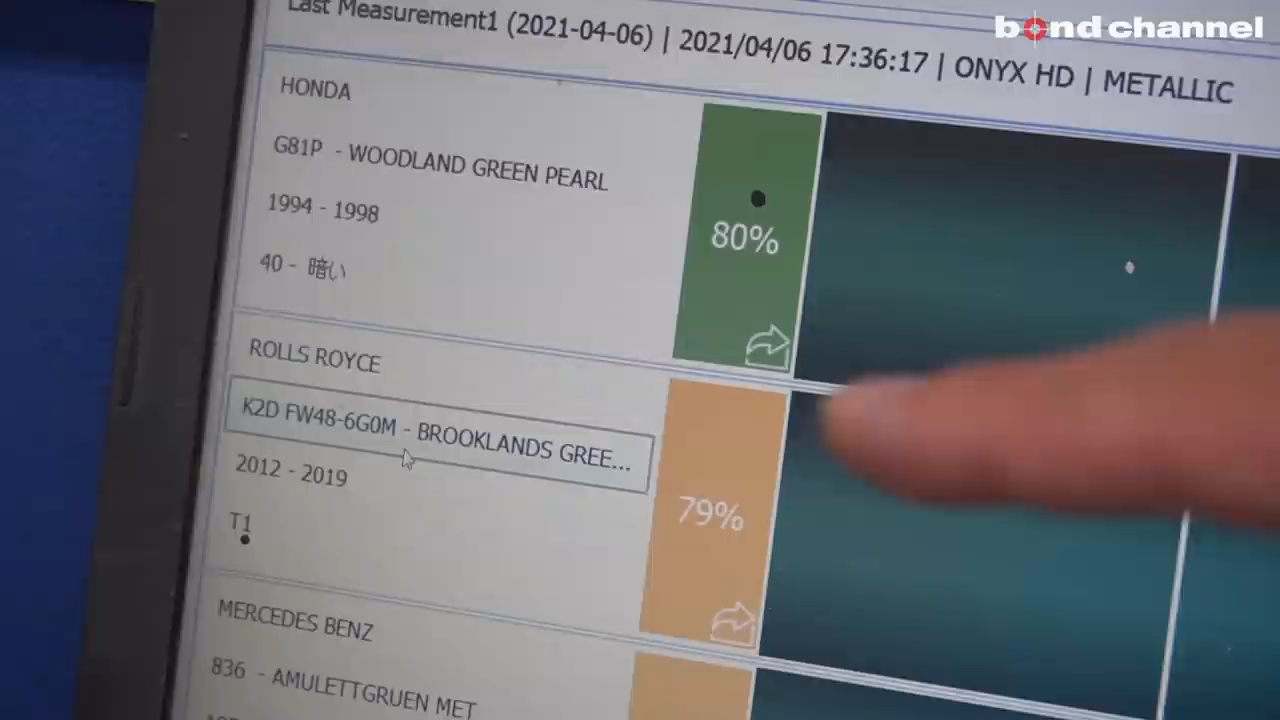 bond channel
Last Measurement1 (2021-04-06) | 2021/04/06 17:36:17 | ONYX HD | METALLIC
HONDA
G81P - WOODLAND GREEN PEARL
1994 - 1998
40 - 暗い
80%
ROLLS ROYCE
K2D FW48-6G0M - BROOKLANDS GREE...
2012 - 2019
T1
79%
MERCEDES BENZ
836 - AMULETTGRUEN MET